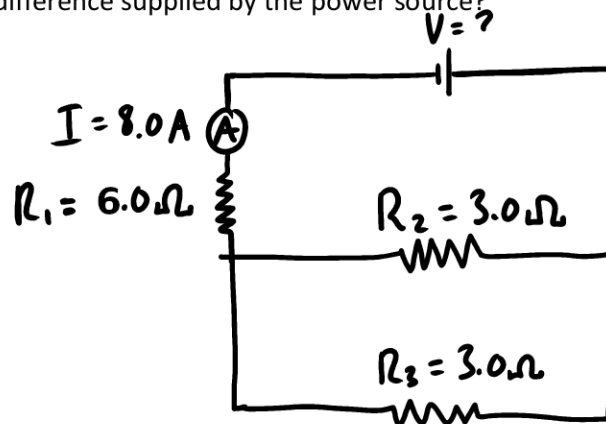 difference supplied by the power source?
V = ?
I = 8.0 A
A
R₁ = 6.0 Ω
R₂ = 3.0 Ω
R₃ = 3.0 Ω